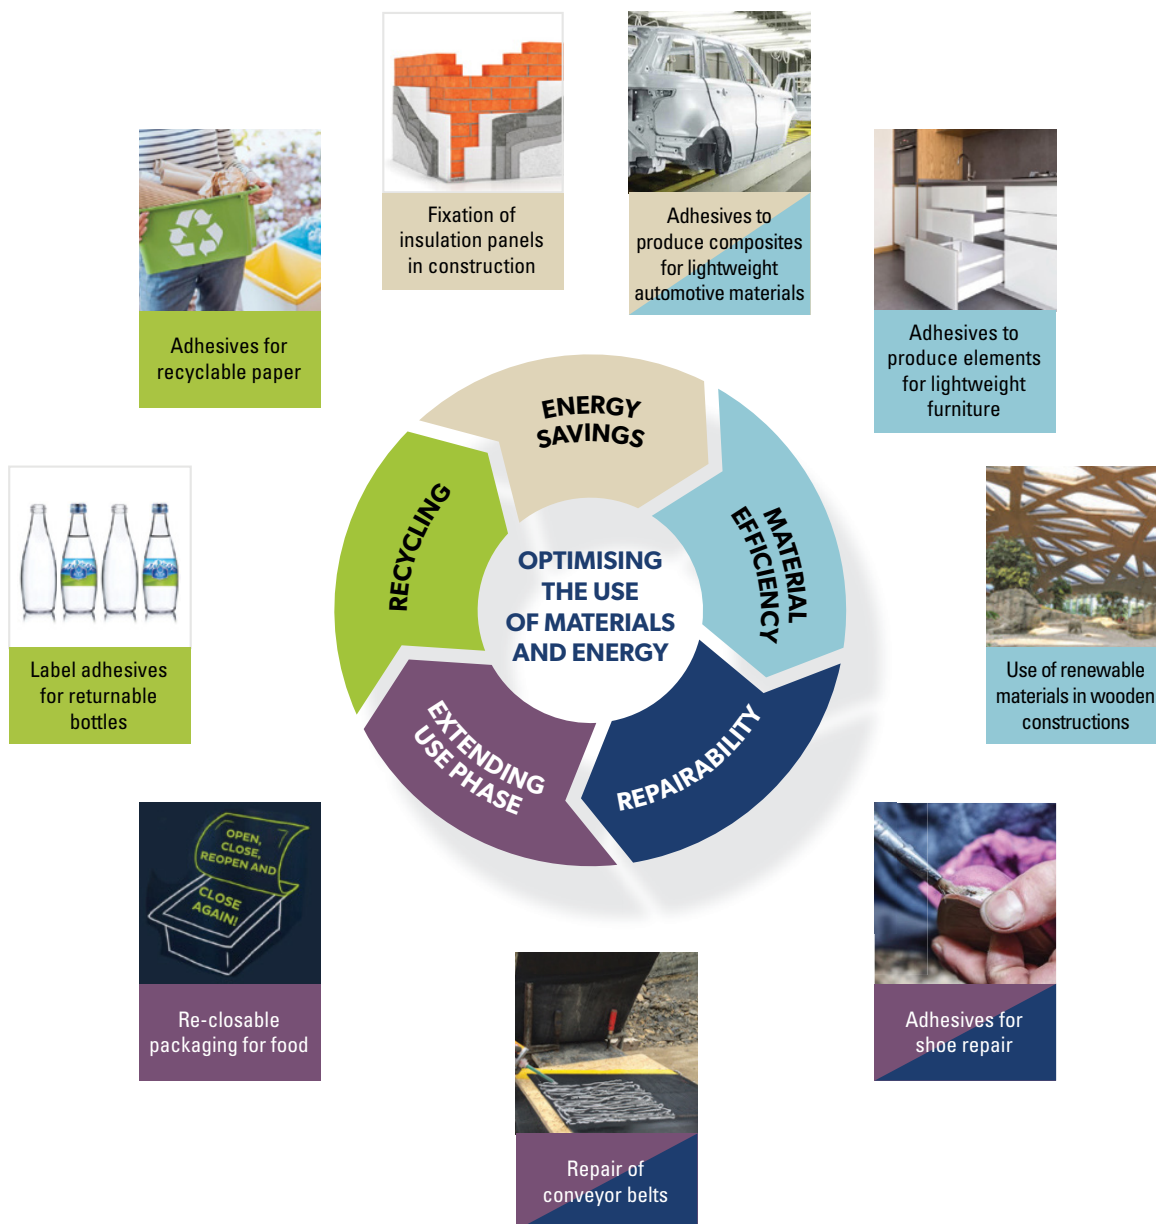 Fixation of
insulation panels
in construction
Adhesives to
produce composites
for lightweight
automotive materials
Adhesives for
recyclable paper
Adhesives to
produce elements
for lightweight
furniture
ENERGY
SAVINGS
MATERIAL
EFFICIENCY
REPAIRABILITY
EXTENDING
USE PHASE
RECYCLING
OPTIMISING
THE USE
OF MATERIALS
AND ENERGY
Label adhesives
for returnable
bottles
Use of renewable
materials in wooden
constructions
OPEN,
CLOSE,
REOPEN AND
CLOSE
AGAIN!
Re-closable
packaging for food
Adhesives for
shoe repair
Repair of
conveyor belts